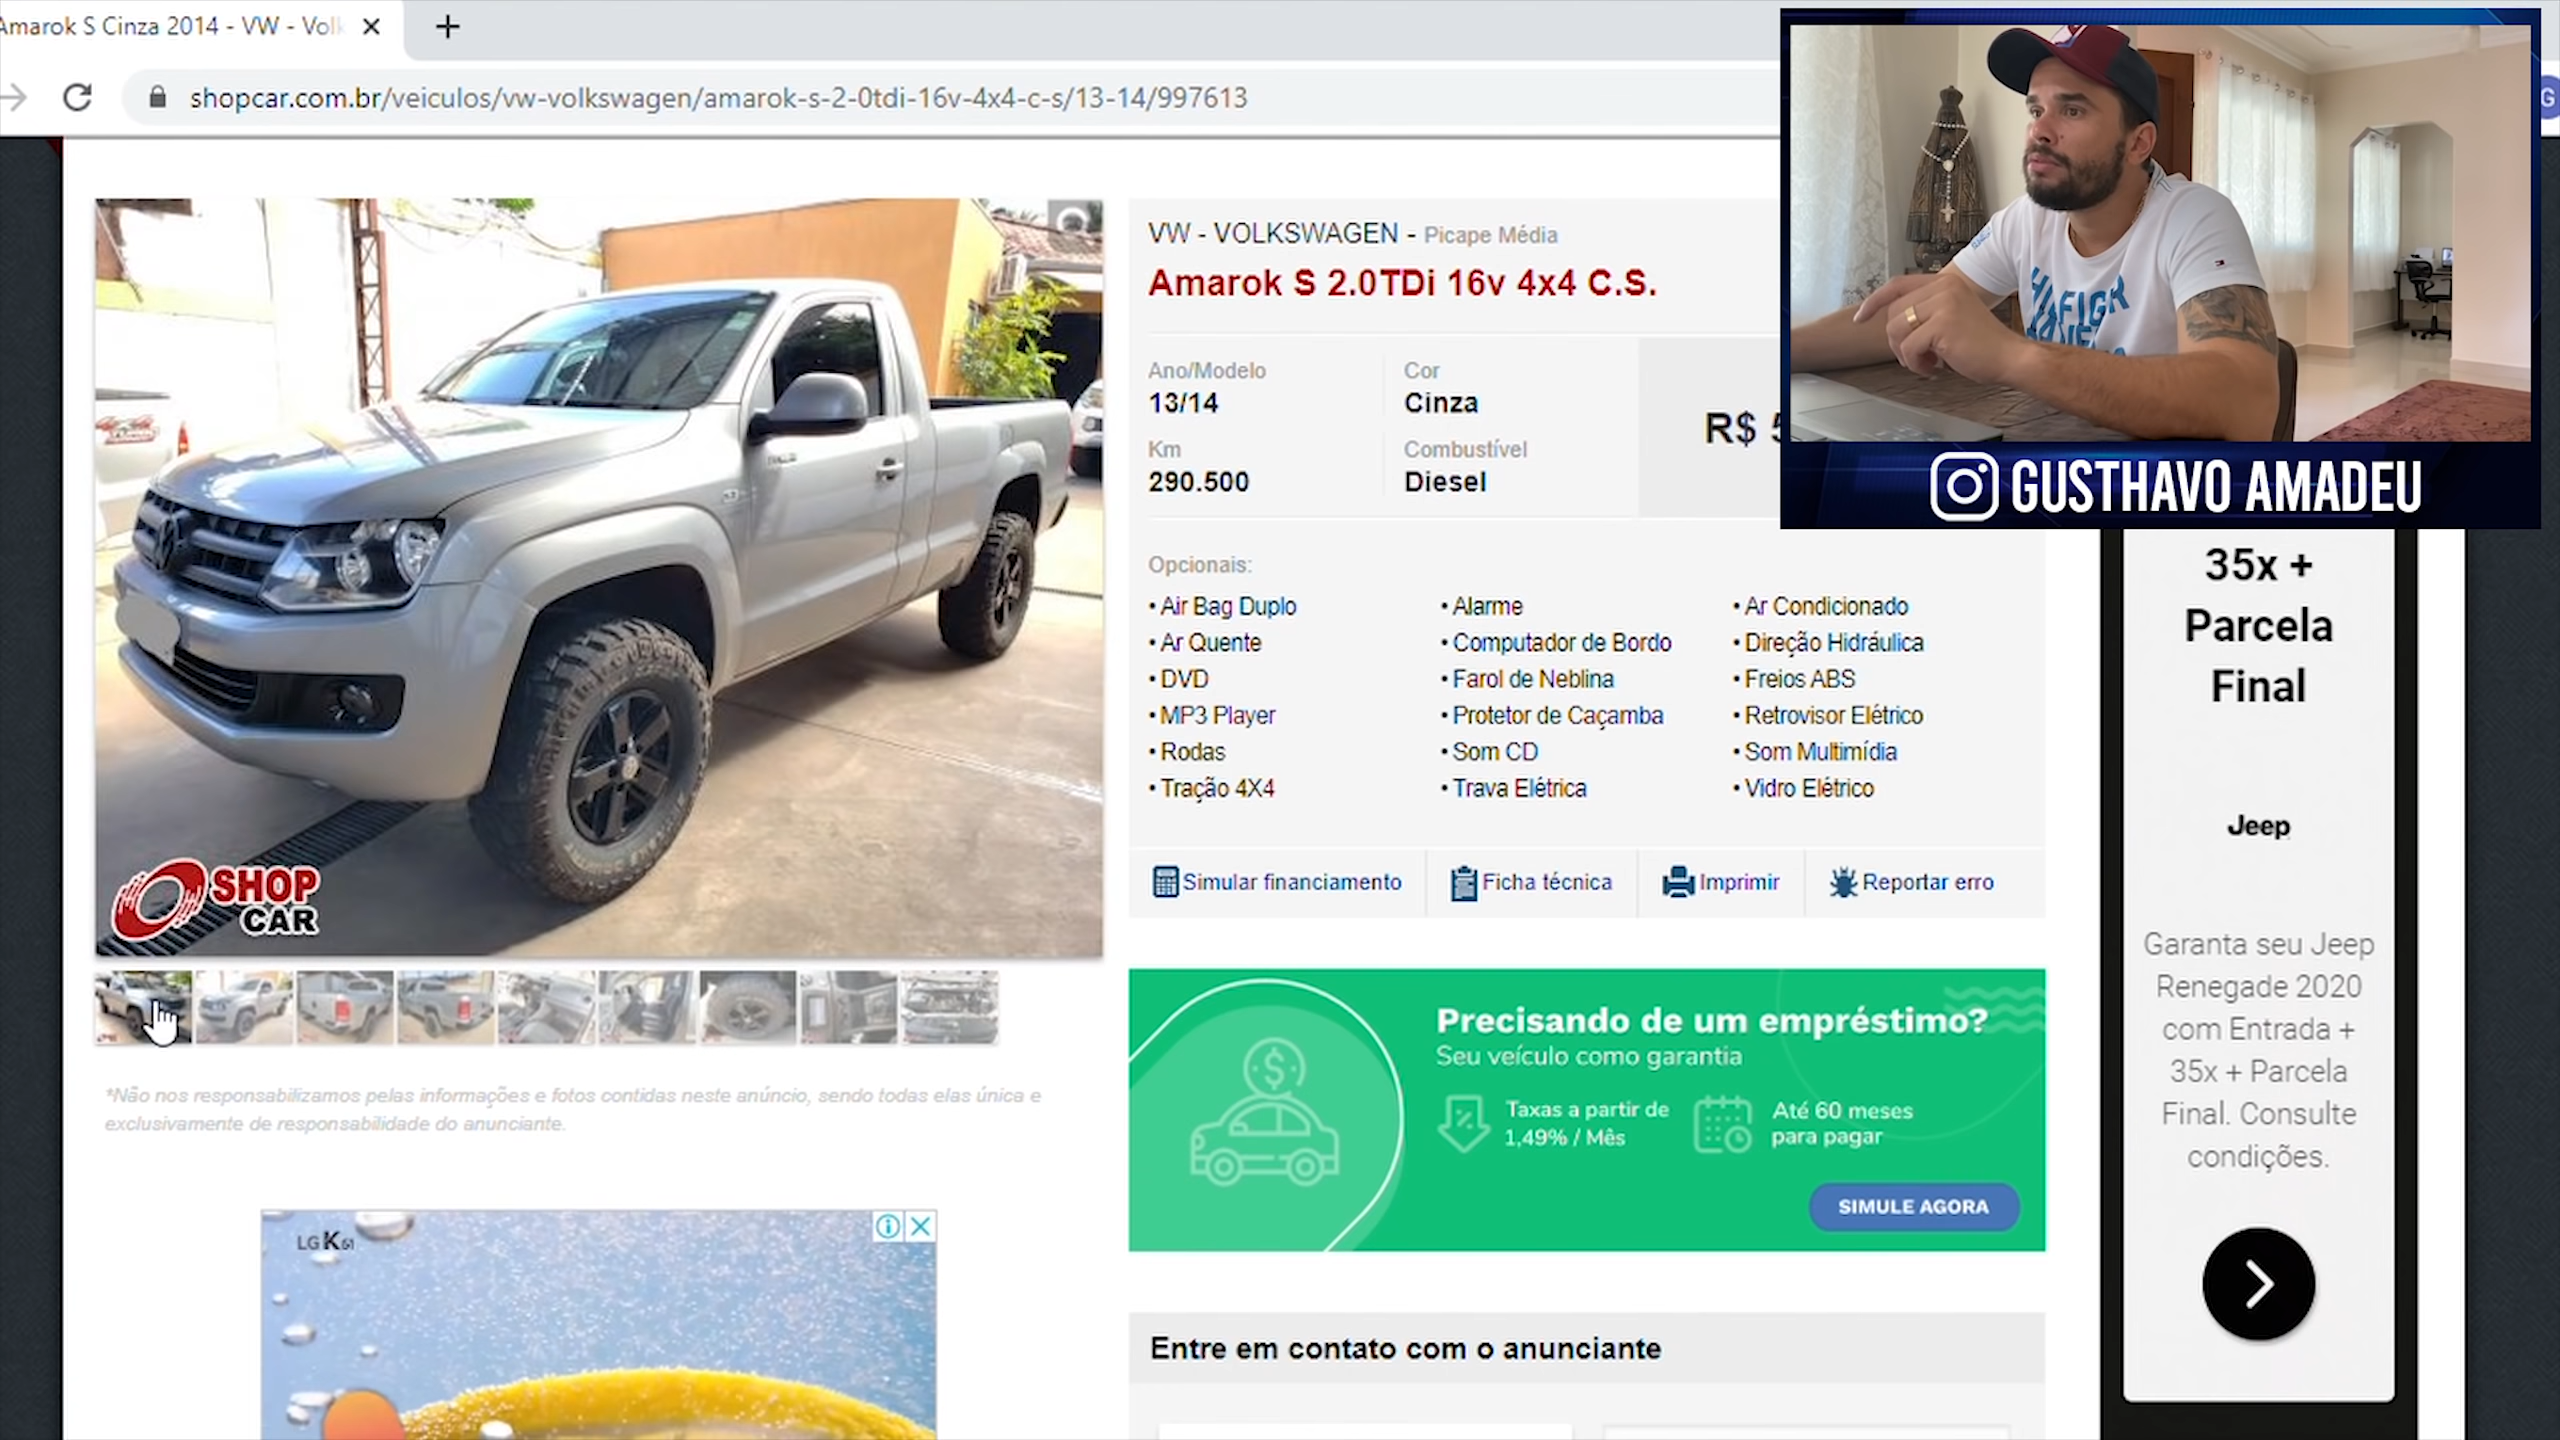 Amarok S Cinza 2014 - VW - Vol
shopcar.com.br/veiculos/vw-volkswagen/amarok-s-2-0tdi-16v-4x4-c-s/13-14/997613
G
GUSTHAVO AMADEU
VW - VOLKSWAGEN - Picape Média
Amarok S 2.0TDi 16v 4x4 C.S.
Ano/Modelo
13/14
Cor
Cinza
Km
290.500
Combustível
Diesel
R$ 5
Opcionais:
• Air Bag Duplo
• Alarme
• Ar Condicionado
• Ar Quente
• Computador de Bordo
• Direção Hidráulica
• DVD
• Farol de Neblina
• Freios ABS
• MP3 Player
• Protetor de Caçamba
• Retrovisor Elétrico
• Rodas
• Som CD
• Som Multimídia
• Tração 4X4
• Trava Elétrica
• Vidro Elétrico
Simular financiamento
Ficha técnica
Imprimir
Reportar erro
SHOP
CAR
*Não nos responsabilizamos pelas informações e fotos contidas neste anúncio, sendo todas elas única e
exclusivamente de responsabilidade do anunciante.
LG K61
Precisando de um empréstimo?
Seu veículo como garantia
Taxas a partir de
1,49% / Mês
Até 60 meses
para pagar
SIMULE AGORA
Entre em contato com o anunciante
35x +
Parcela
Final
Jeep
Garanta seu Jeep
Renegade 2020
com Entrada +
35x + Parcela
Final. Consulte
condições.